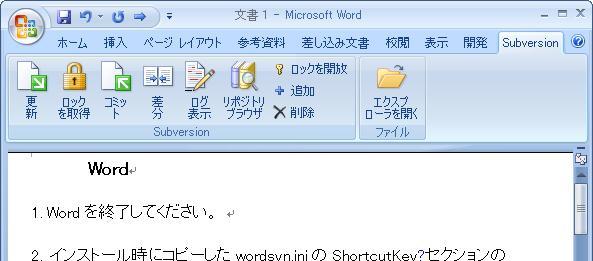 文書 1 - Microsoft Word
ホーム 挿入 ページ レイアウト 参考資料 差し込み文書 校閲 表示 開発 Subversion
更新
ロックを取得
コミット
差分
ログ表示
リポジトリブラウザ
ロックを開放
追加
削除
エクスプローラを開く
Subversion ファイル
Word
1. Word を終了してください。
2. インストール時にコピーした wordsvn.ini の ShortcutKey?セクションの